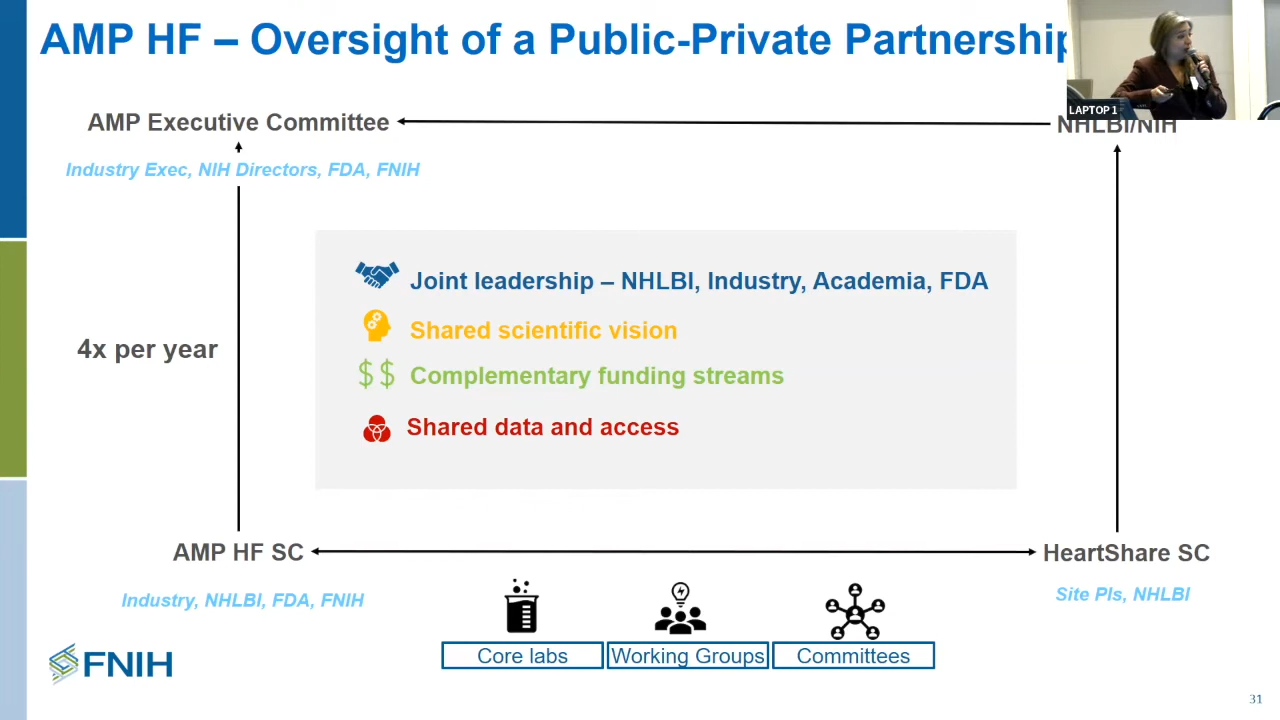 AMP HF – Oversight of a Public-Private Partnership
LAPTOP 1
AMP Executive Committee
NHLBI/NIH
Industry Exec, NIH Directors, FDA, FNIH
Joint leadership – NHLBI, Industry, Academia, FDA
Shared scientific vision
4x per year
$$ Complementary funding streams
Shared data and access
AMP HF SC
HeartShare SC
Industry, NHLBI, FDA, FNIH
Site PIs, NHLBI
Core labs
Working Groups
Committees
FNIH
31